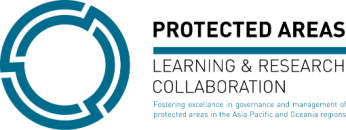 PROTECTED AREAS
LEARNING & RESEARCH
COLLABORATION
Fostering excellence in governance and management of
protected areas in the Asia Pacific and Oceania regions